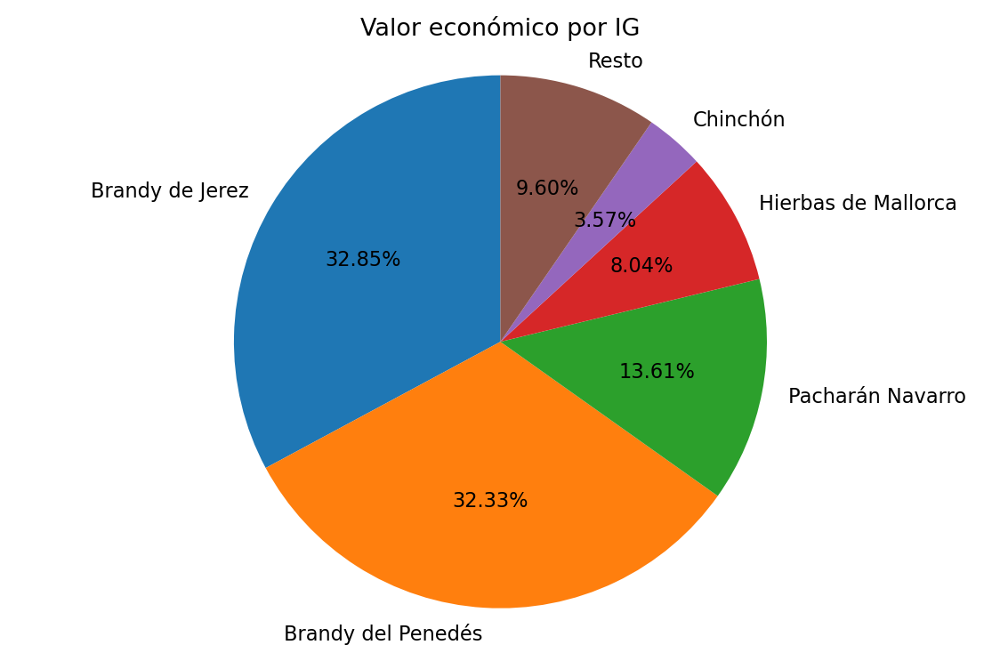 Valor económico por IG
Resto
Chinchón
Hierbas de Mallorca
Brandy de Jerez
Pacharán Navarro
Brandy del Penedés
9.60%
3.57%
8.04%
32.85%
13.61%
32.33%